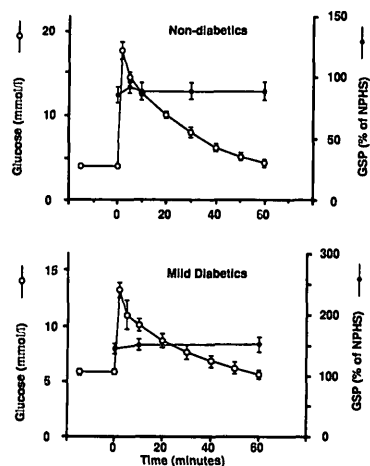 Non-diabetics
Glucose (mmol/l)
20
10
0
150
100
50
0
GSP (% of NPHS)
0 20 40 60
Mild Diabetics
Glucose (mmol/l)
15
10
5
0
300
200
100
0
GSP (% of NPHS)
0 20 40 60
Time (minutes)